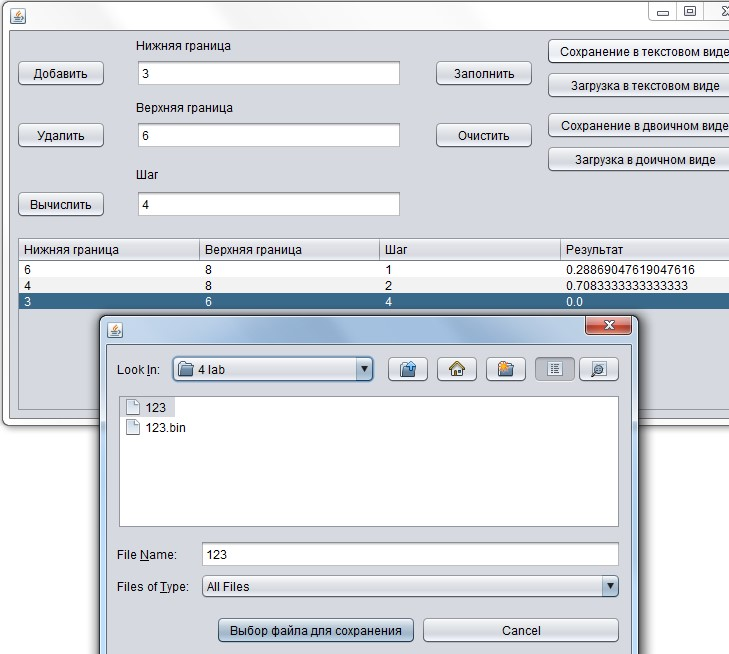 Нижняя граница
Добавить
3
Заполнить
Сохранение в текстовом виде
Загрузка в текстовом виде
Верхняя граница
Удалить
6
Очистить
Сохранение в двоичном виде
Загрузка в доичном виде
Шаг
Вычислить
4
Нижняя граница Верхняя граница Шаг Результат
6 8 1 0.28869047619047616
4 8 2 0.7083333333333333
3 6 4 0.0
Look In: 4 lab
123
123.bin
File Name: 123
Files of Type: All Files
Выбор файла для сохранения Cancel